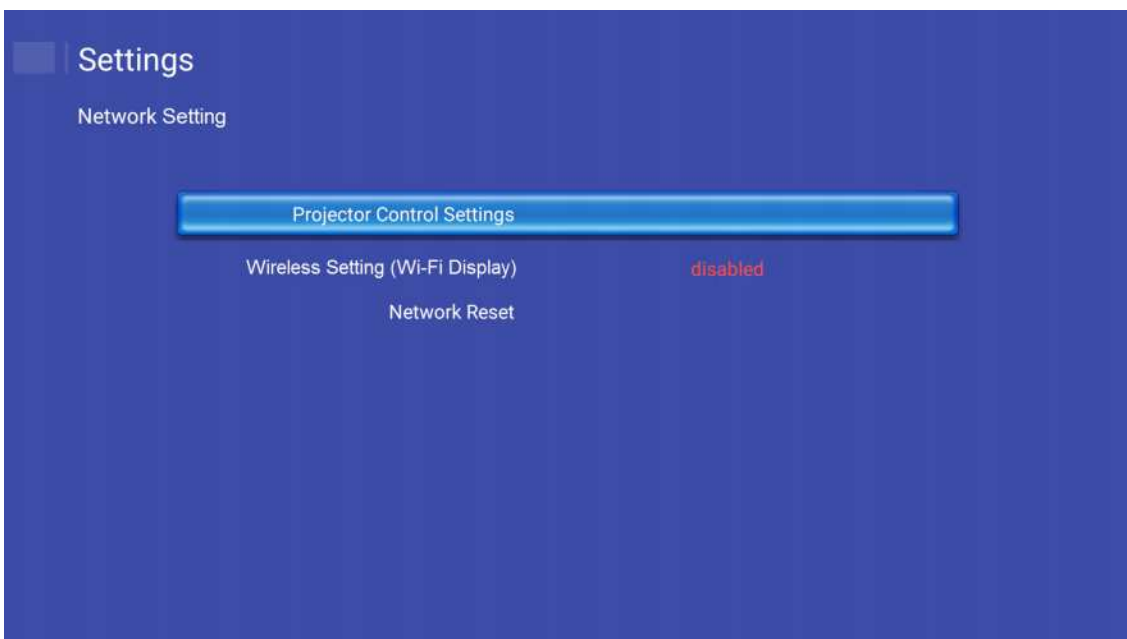 Settings
Network Setting
Projector Control Settings
Wireless Setting (Wi-Fi Display) disabled
Network Reset